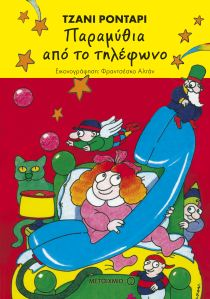 ΤΖΑΝΙ ΡΟΝΤΑΡΙ
Παραμύθια
από το τηλέφωνο
Εικονογράφηση: Φραντσέσκο Αλτάν
ΜΕΤΑΙΧΜΙΟ